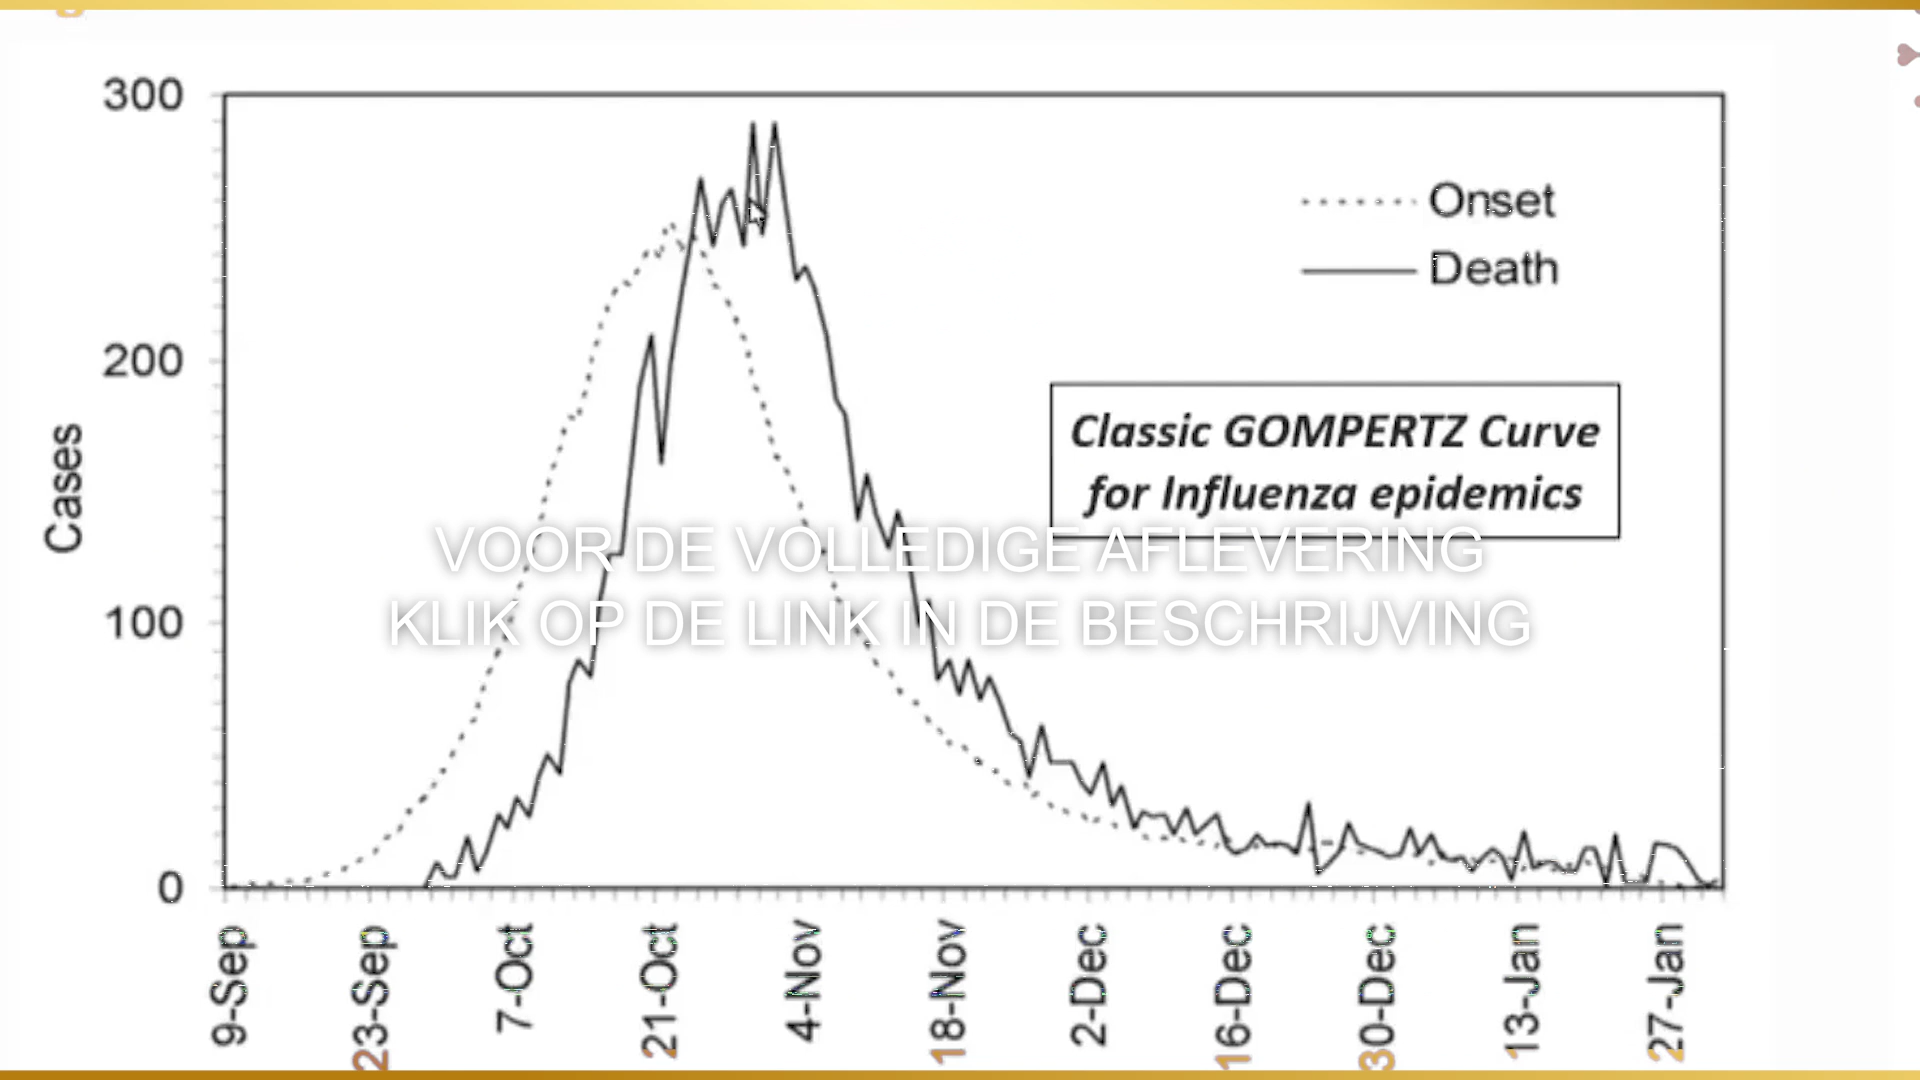 300
200
100
0
Cases
Onset
Death
Classic GOMPERTZ Curve
for Influenza epidemics
VOOR DE VOLLEDIGE AFLEVERING
KLIK OP DE LINK IN DE BESCHRIJVING
9-Sep
23-Sep
7-Oct
21-Oct
4-Nov
18-Nov
2-Dec
16-Dec
30-Dec
13-Jan
27-Jan